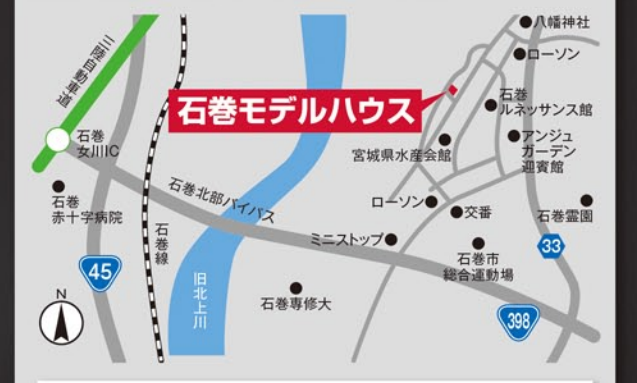 八幡神社
ローソン
三陸自動車道
石巻モデルハウス
石巻
ルネッサンス館
石巻
女川IC
アンジュ
ガーデン
迎賓館
宮城県水産会館
石巻北部バイパス
石巻
赤十字病院
ローソン
交番
石巻霊園
石巻線
ミニストップ
33
石巻市
総合運動場
45
旧北上川
石巻専修大
N
398